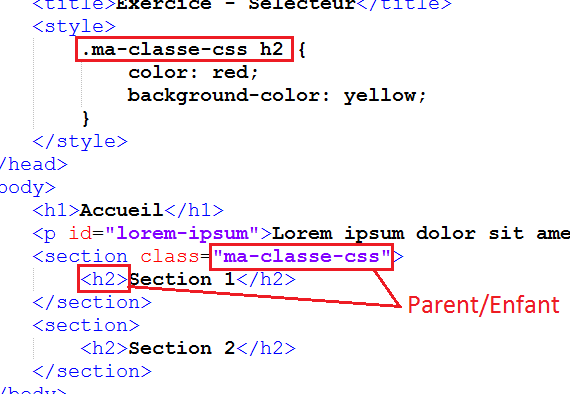 <title>Exercice - Sélecteur</title>
<style>
.ma-classe-css h2 {
color: red;
background-color: yellow;
}
</style>
/head>
body>
<h1>Accueil</h1>
<p id="lorem-ipsum">Lorem ipsum dolor sit ame
<section class="ma-classe-css">
<h2>Section 1</h2>
</section>
Parent/Enfant
<section>
<h2>Section 2</h2>
</section>
/body>